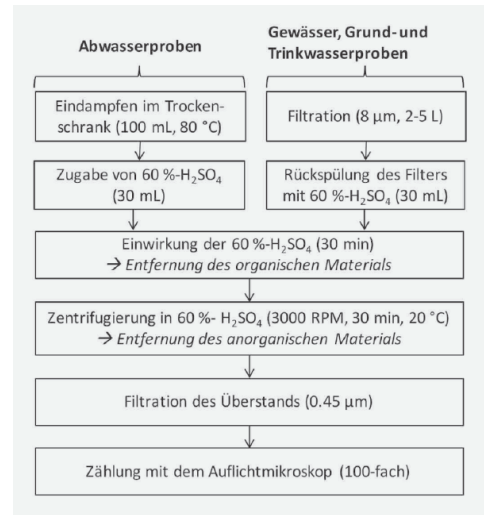 Abwasserproben
Gewässer, Grund- und
Trinkwasserproben
Eindampfen im Trocken-
schrank (100 mL, 80 °C)
Filtration (8 µm, 2-5 L)
Zugabe von 60 %-H₂SO₄
(30 mL)
Rückspülung des Filters
mit 60 %-H₂SO₄ (30 mL)
Einwirkung der 60 %-H₂SO₄ (30 min)
→ Entfernung des organischen Materials
Zentrifugierung in 60 %- H₂SO₄ (3000 RPM, 30 min, 20 °C)
→ Entfernung des anorganischen Materials
Filtration des Überstands (0.45 µm)
Zählung mit dem Auflichtmikroskop (100-fach)